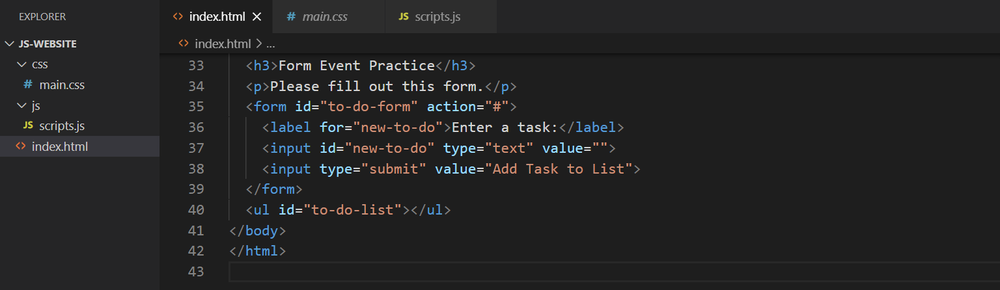 EXPLORER
JS-WEBSITE
css
# main.css
js
JS scripts.js
<> index.html
<> index.html × # main.css JS scripts.js
<> index.html > ...
33 <h3>Form Event Practice</h3>
34 <p>Please fill out this form.</p>
35 <form id="to-do-form" action="#">
36 <label for="new-to-do">Enter a task:</label>
37 <input id="new-to-do" type="text" value="">
38 <input type="submit" value="Add Task to List">
39 </form>
40 <ul id="to-do-list"></ul>
41 </body>
42 </html>
43